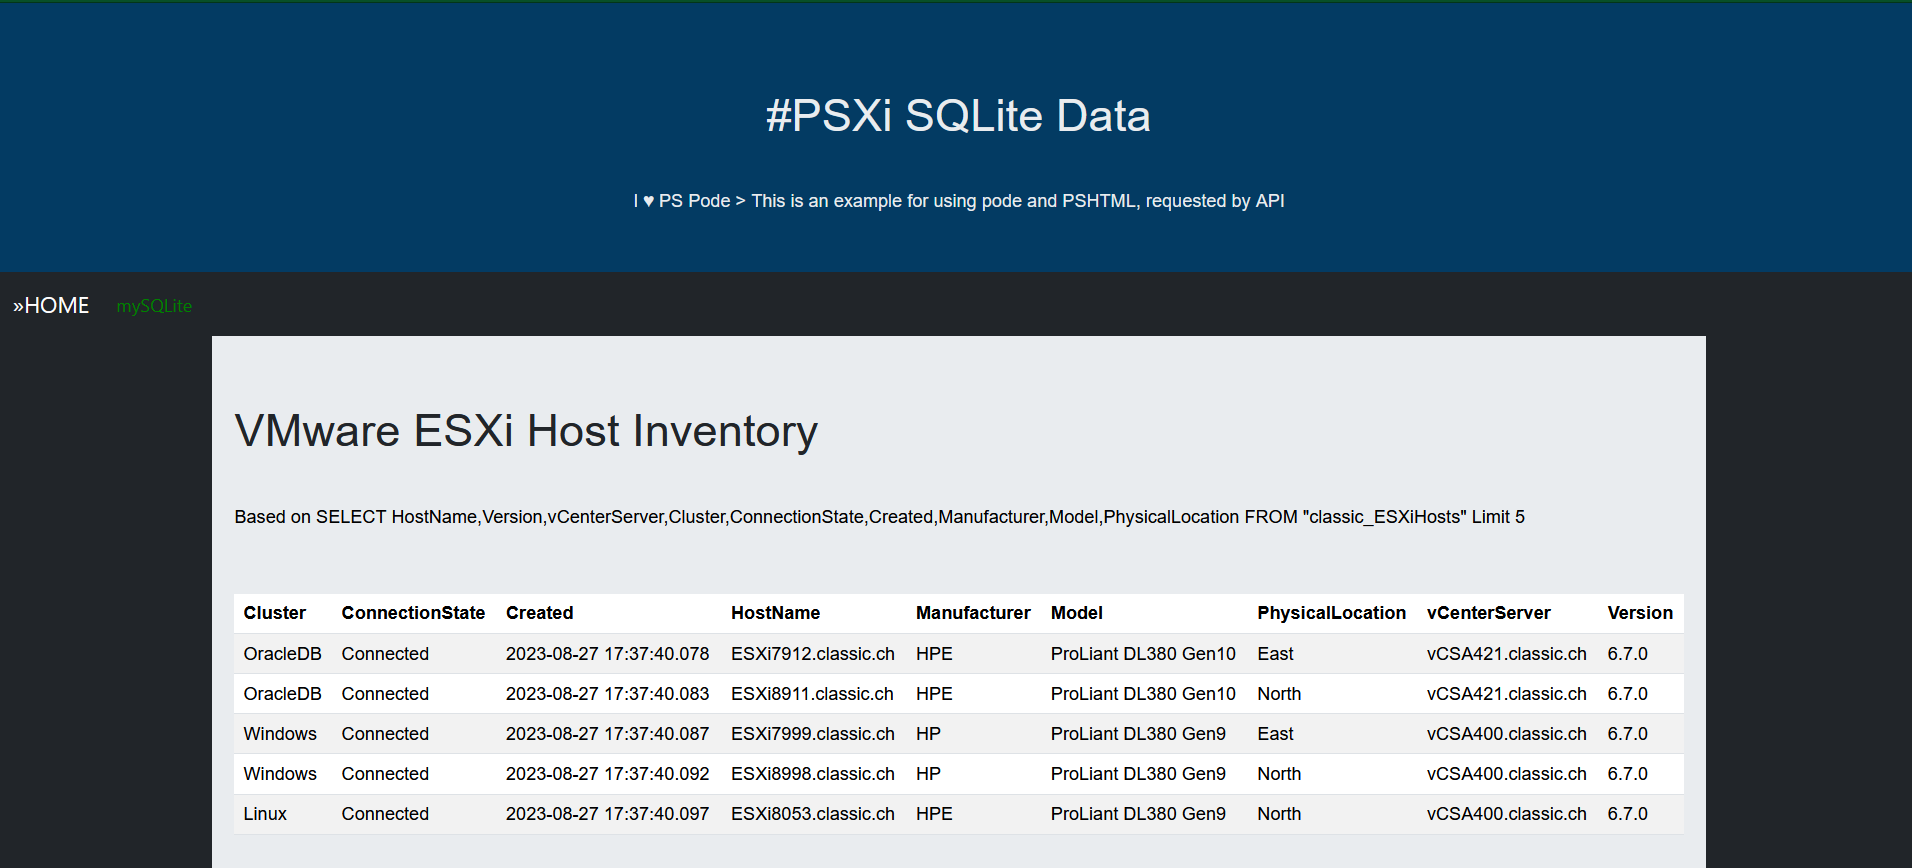 #PSXi SQLite Data
I ♥ PS Pode > This is an example for using pode and PSHTML, requested by API
»HOME mySQLite
VMware ESXi Host Inventory
Based on SELECT HostName,Version,vCenterServer,Cluster,ConnectionState,Created,Manufacturer,Model,PhysicalLocation FROM "classic_ESXiHosts" Limit 5
Cluster ConnectionState Created HostName Manufacturer Model PhysicalLocation vCenterServer Version
OracleDB Connected 2023-08-27 17:37:40.078 ESXi7912.classic.ch HPE ProLiant DL380 Gen10 East vCSA421.classic.ch 6.7.0
OracleDB Connected 2023-08-27 17:37:40.083 ESXi8911.classic.ch HPE ProLiant DL380 Gen10 North vCSA421.classic.ch 6.7.0
Windows Connected 2023-08-27 17:37:40.087 ESXi7999.classic.ch HP ProLiant DL380 Gen9 East vCSA400.classic.ch 6.7.0
Windows Connected 2023-08-27 17:37:40.092 ESXi8998.classic.ch HP ProLiant DL380 Gen9 North vCSA400.classic.ch 6.7.0
Linux Connected 2023-08-27 17:37:40.097 ESXi8053.classic.ch HPE ProLiant DL380 Gen9 North vCSA400.classic.ch 6.7.0